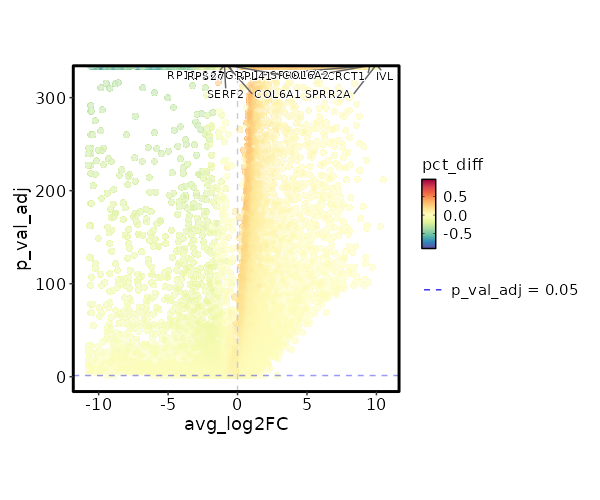 IVL
SERF2 COL6A1 SPRR2A
300
200
100
0
-10 -5 0 5 10
avg_log2FC
p_val_adj
pct_diff
0.5
0.0
-0.5
p_val_adj = 0.05